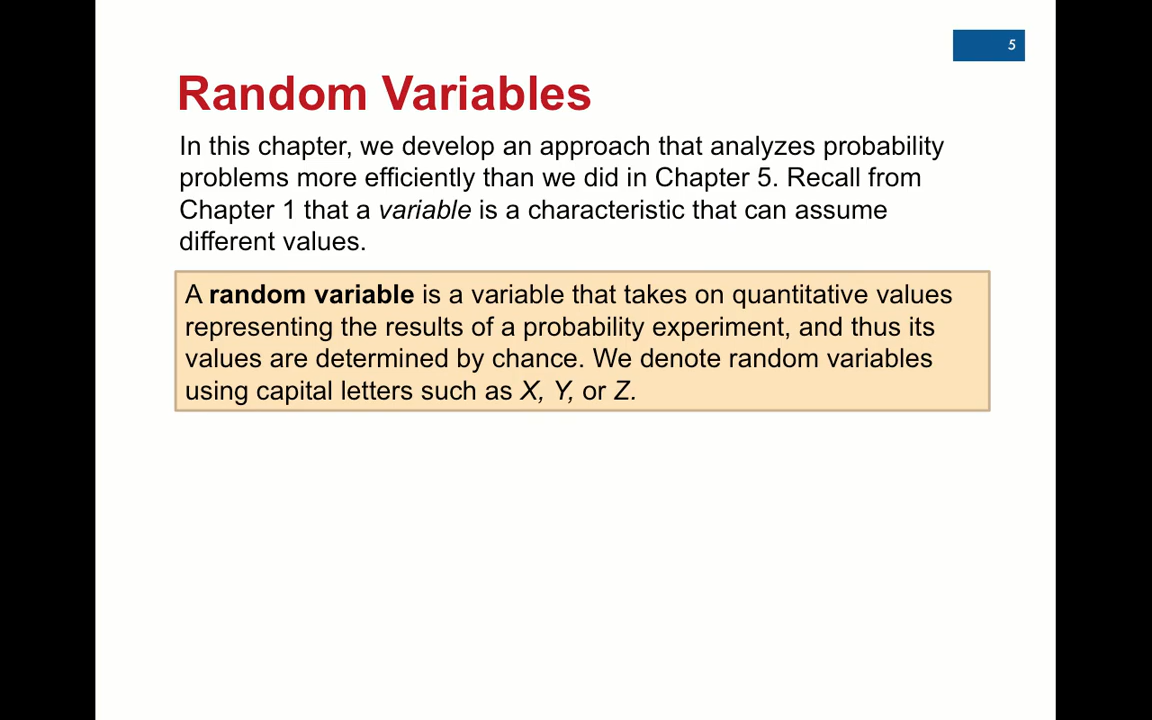 5
Random Variables
In this chapter, we develop an approach that analyzes probability
problems more efficiently than we did in Chapter 5. Recall from
Chapter 1 that a variable is a characteristic that can assume
different values.
A random variable is a variable that takes on quantitative values
representing the results of a probability experiment, and thus its
values are determined by chance. We denote random variables
using capital letters such as X, Y, or Z.